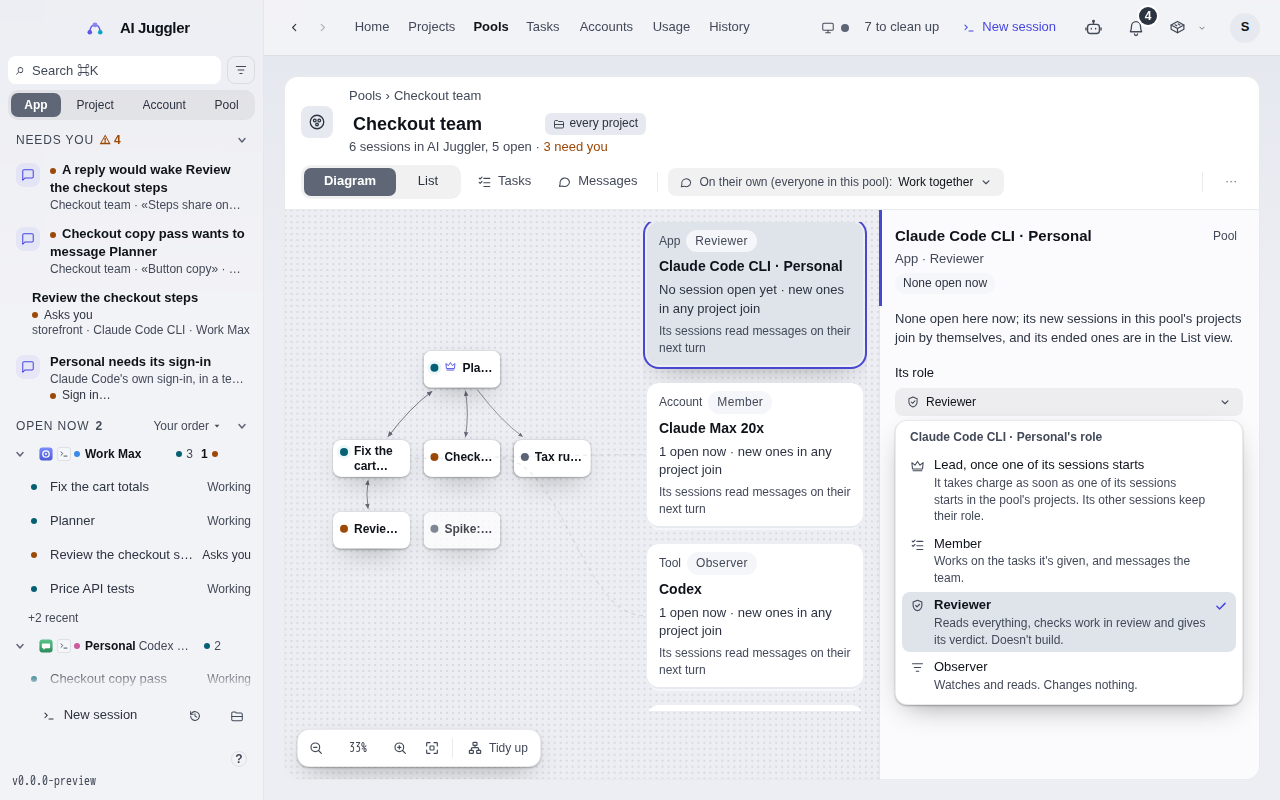 AI Juggler
Search ⌘K
App Project Account Pool
NEEDS YOU 4
A reply would wake Review the checkout steps
Checkout team · «Steps share on…
Checkout copy pass wants to message Planner
Checkout team · «Button copy» · …
Review the checkout steps
Asks you
storefront · Claude Code CLI · Work Max
Personal needs its sign-in
Claude Code's own sign-in, in a te…
Sign in…
OPEN NOW 2 Your order
Work Max 3 1
Fix the cart totals Working
Planner Working
Review the checkout s… Asks you
Price API tests Working
+2 recent
Personal Codex … 2
Checkout copy pass Working
New session
?
v0.0.0-preview
Home Projects Pools Tasks Accounts Usage History
7 to clean up
New session
4
S
Pools › Checkout team
Checkout team
every project
6 sessions in AI Juggler, 5 open · 3 need you
Diagram List Tasks Messages
On their own (everyone in this pool): Work together
Pla…
Fix the cart…
Check…
Tax ru…
Revie…
Spike:…
App Reviewer
Claude Code CLI · Personal
No session open yet · new ones in any project join
Its sessions read messages on their next turn
Account Member
Claude Max 20x
1 open now · new ones in any project join
Its sessions read messages on their next turn
Tool Observer
Codex
1 open now · new ones in any project join
Its sessions read messages on their next turn
33%
Tidy up
Claude Code CLI · Personal Pool
App · Reviewer
None open now
None open here now; its new sessions in this pool's projects join by themselves, and its ended ones are in the List view.
Its role
Reviewer
Claude Code CLI · Personal's role
Lead, once one of its sessions starts
It takes charge as soon as one of its sessions starts in the pool's projects. Its other sessions keep their role.
Member
Works on the tasks it's given, and messages the team.
Reviewer
Reads everything, checks work in review and gives its verdict. Doesn't build.
Observer
Watches and reads. Changes nothing.